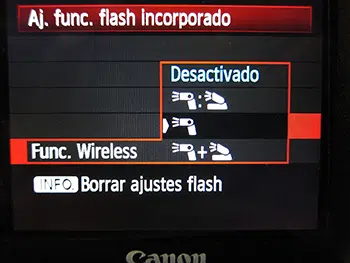 Aj. func. flash incorporado
Desactivado
Func. Wireless
INFO. Borrar ajustes flash
Canon